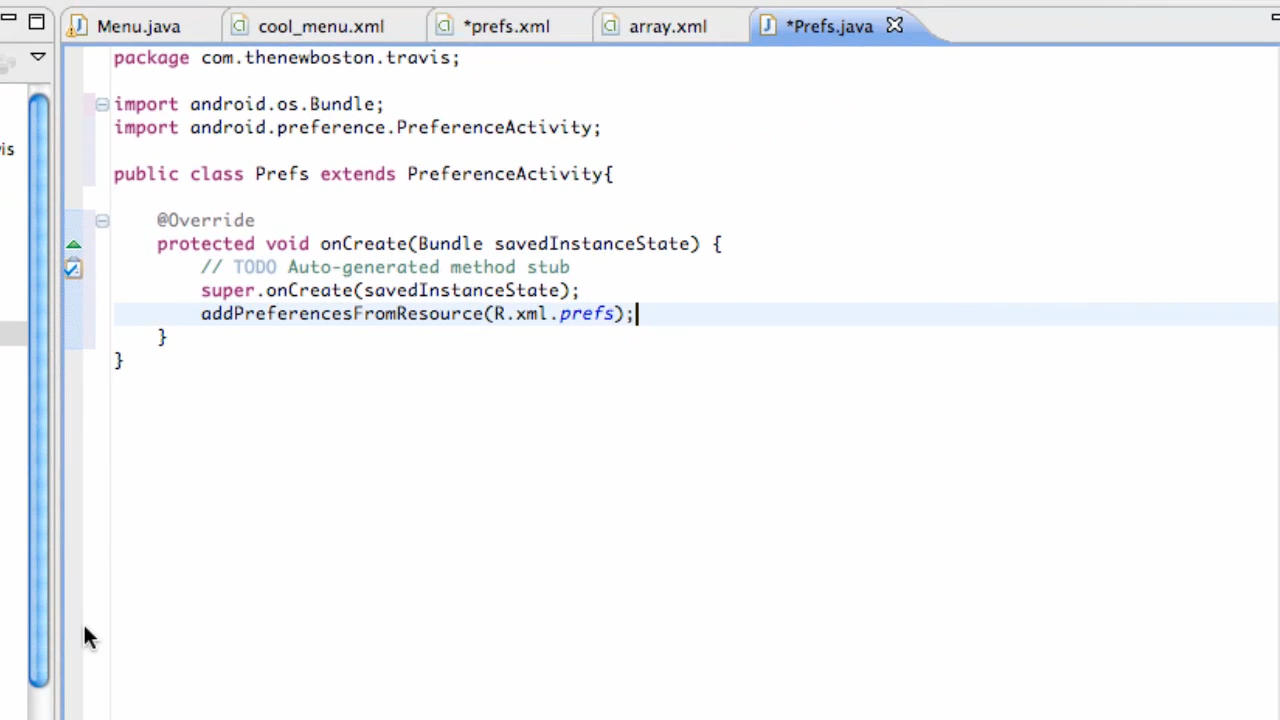 Menu.java cool_menu.xml *prefs.xml array.xml *Prefs.java
package com.thenewboston.travis;
import android.os.Bundle;
import android.preference.PreferenceActivity;
is
public class Prefs extends PreferenceActivity{
@Override
protected void onCreate(Bundle savedInstanceState) {
// TODO Auto-generated method stub
super.onCreate(savedInstanceState);
addPreferencesFromResource(R.xml.prefs);
}
}